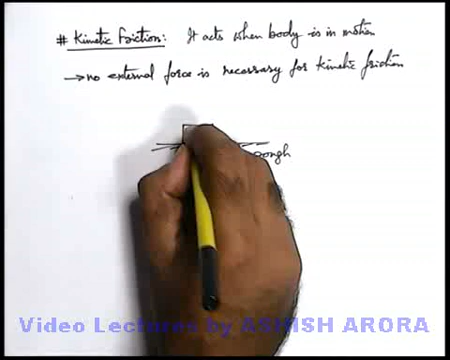 # Kinetic Friction: It acts when body is in motion
→ no external force is necessary for kinetic friction
rough
Video Lectures by ASHISH ARORA